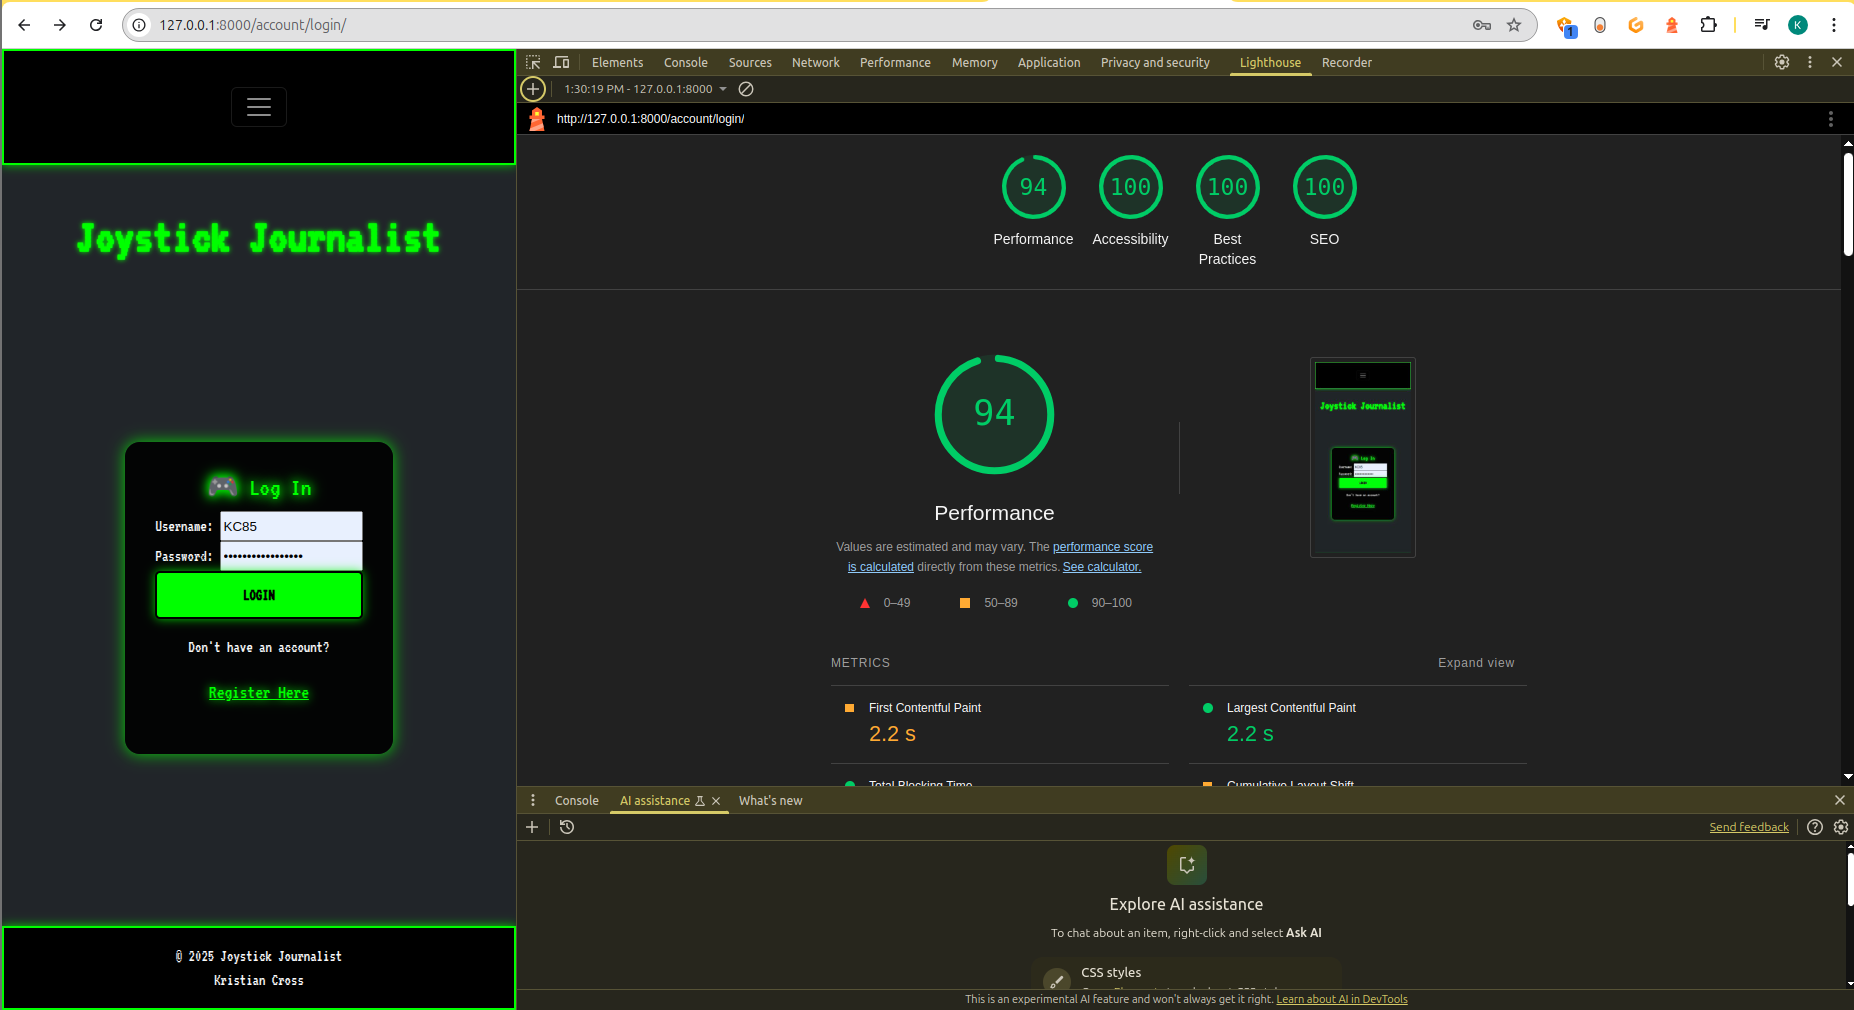 127.0.0.1:8000/account/login/
1
K
Joystick Journalist
🎮 Log In
Username: KC85
Password: •••••••••••••••••
LOGIN
Don't have an account?
Register Here
© 2025 Joystick Journalist
Kristian Cross
Elements Console Sources Network Performance Memory Application Privacy and security Lighthouse Recorder
1:30:19 PM - 127.0.0.1:8000
http://127.0.0.1:8000/account/login/
94 100 100 100
Performance Accessibility Best SEO
Practices
94
Joystick Journalist
Log In
Performance
Values are estimated and may vary. The performance score
is calculated directly from these metrics. See calculator.
0–49 50–89 90–100
METRICS Expand view
First Contentful Paint Largest Contentful Paint
2.2 s 2.2 s
Total Blocking Time Cumulative Layout Shift
Console AI assistance What's new
Send feedback
Explore AI assistance
To chat about an item, right-click and select Ask AI
CSS styles
This is an experimental AI feature and won't always get it right. Learn about AI in DevTools